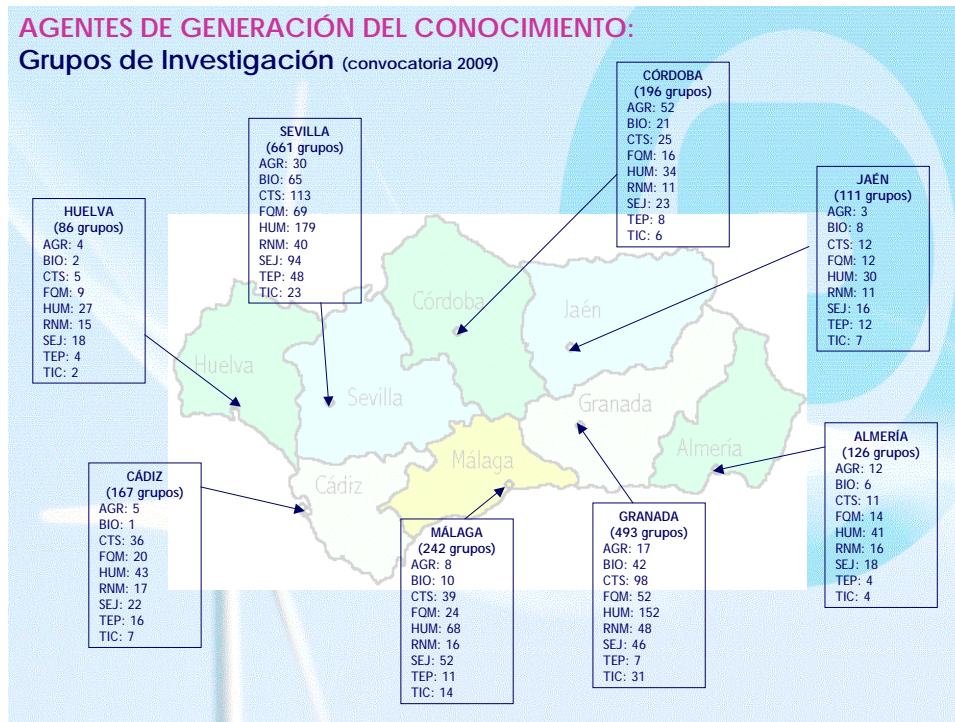 AGENTES DE GENERACIÓN DEL CONOCIMIENTO:
Grupos de Investigación (convocatoria 2009)
CÓRDOBA
(196 grupos)
AGR: 52
BIO: 21
CTS: 25
FQM: 16
HUM: 34
RNM: 11
SEJ: 23
TEP: 8
TIC: 6
SEVILLA
(661 grupos)
AGR: 30
BIO: 65
CTS: 113
FQM: 69
HUM: 179
RNM: 40
SEJ: 94
TEP: 48
TIC: 23
JAÉN
(111 grupos)
AGR: 3
BIO: 8
CTS: 12
FQM: 12
HUM: 30
RNM: 11
SEJ: 16
TEP: 12
TIC: 7
HUELVA
(86 grupos)
AGR: 4
BIO: 2
CTS: 5
FQM: 9
HUM: 27
RNM: 15
SEJ: 18
TEP: 4
TIC: 2
Córdoba
Jaén
Huelva
Sevilla
Granada
Almería
Málaga
Cádiz
ALMERÍA
(126 grupos)
AGR: 12
BIO: 6
CTS: 11
FQM: 14
HUM: 41
RNM: 16
SEJ: 18
TEP: 4
TIC: 4
CÁDIZ
(167 grupos)
AGR: 5
BIO: 1
CTS: 36
FQM: 20
HUM: 43
RNM: 17
SEJ: 22
TEP: 16
TIC: 7
MÁLAGA
(242 grupos)
AGR: 8
BIO: 10
CTS: 39
FQM: 24
HUM: 68
RNM: 16
SEJ: 52
TEP: 11
TIC: 14
GRANADA
(493 grupos)
AGR: 17
BIO: 42
CTS: 98
FQM: 52
HUM: 152
RNM: 48
SEJ: 46
TEP: 7
TIC: 31